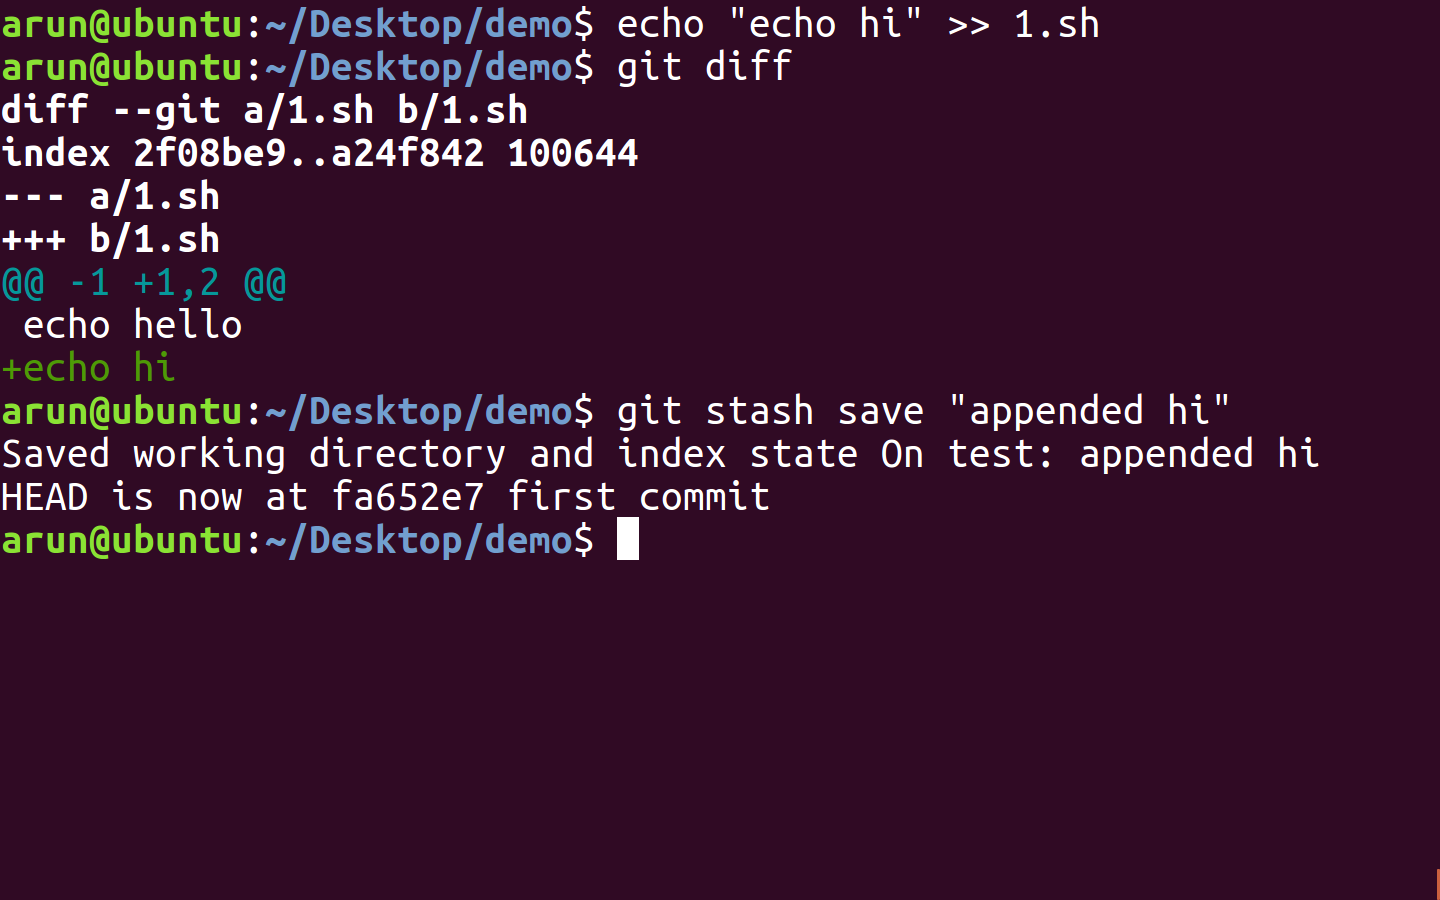 arun@ubuntu:~/Desktop/demo$ echo "echo hi" >> 1.sh
arun@ubuntu:~/Desktop/demo$ git diff
diff --git a/1.sh b/1.sh
index 2f08be9..a24f842 100644
--- a/1.sh
+++ b/1.sh
@@ -1 +1,2 @@
 echo hello
+echo hi
arun@ubuntu:~/Desktop/demo$ git stash save "appended hi"
Saved working directory and index state On test: appended hi
HEAD is now at fa652e7 first commit
arun@ubuntu:~/Desktop/demo$